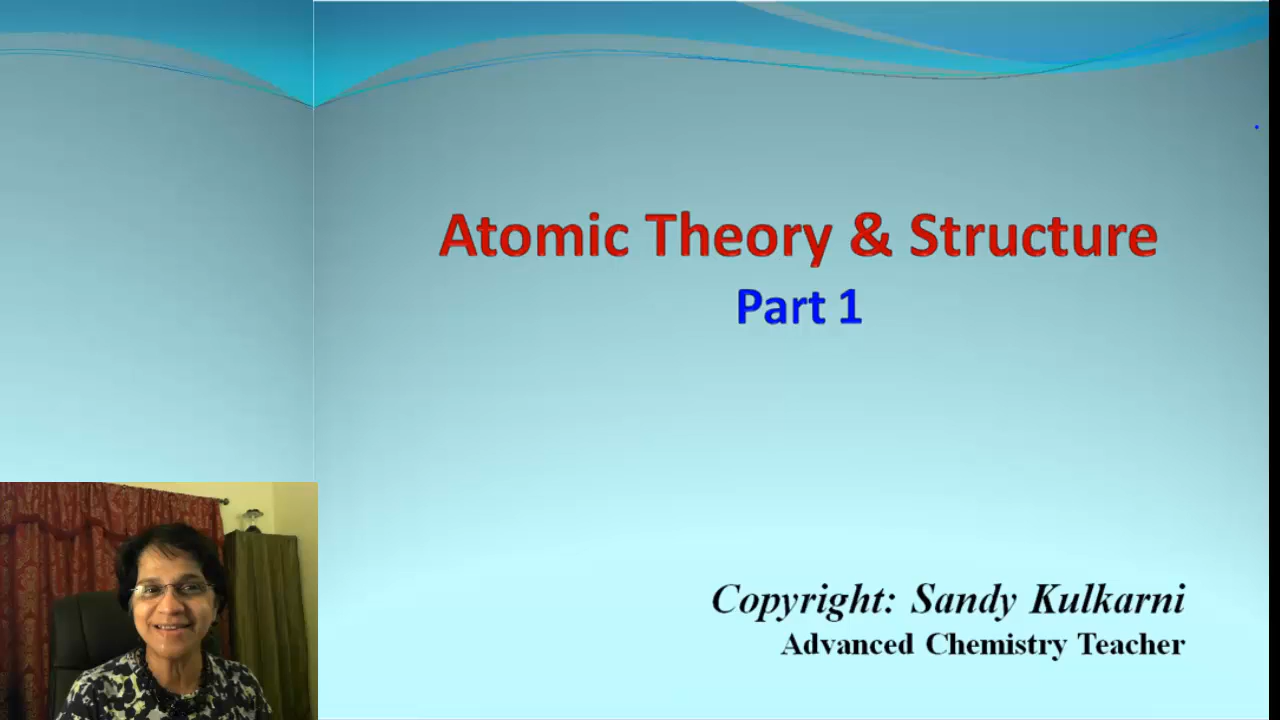 Atomic Theory & Structure
Part 1
Copyright: Sandy Kulkarni
Advanced Chemistry Teacher